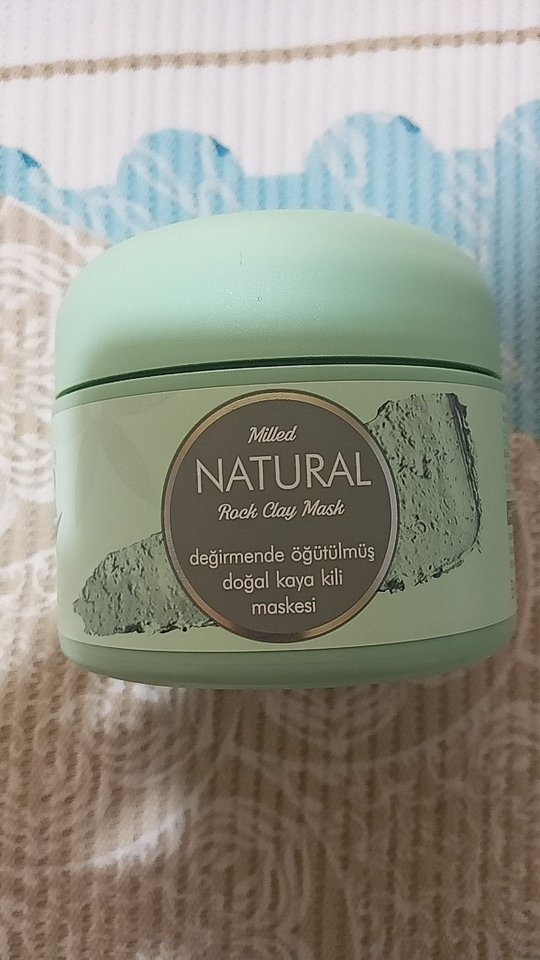 Milled
NATURAL
Rock Clay Mask
değirmende öğütülmüş
doğal kaya kili
maskesi